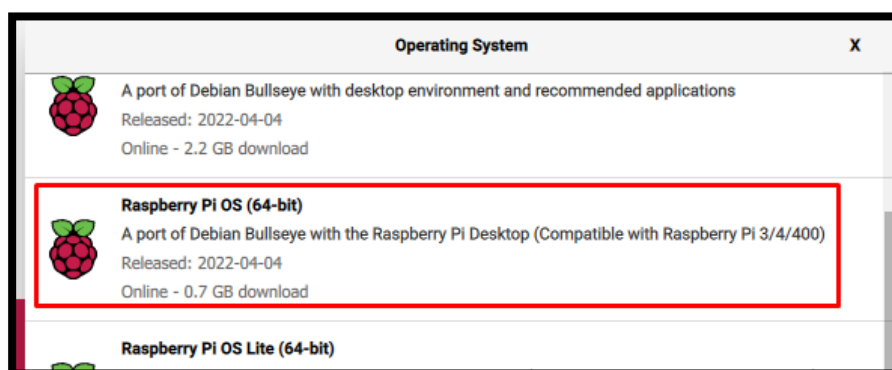 Operating System X
A port of Debian Bullseye with desktop environment and recommended applications
Released: 2022-04-04
Online - 2.2 GB download
Raspberry Pi OS (64-bit)
A port of Debian Bullseye with the Raspberry Pi Desktop (Compatible with Raspberry Pi 3/4/400)
Released: 2022-04-04
Online - 0.7 GB download
Raspberry Pi OS Lite (64-bit)